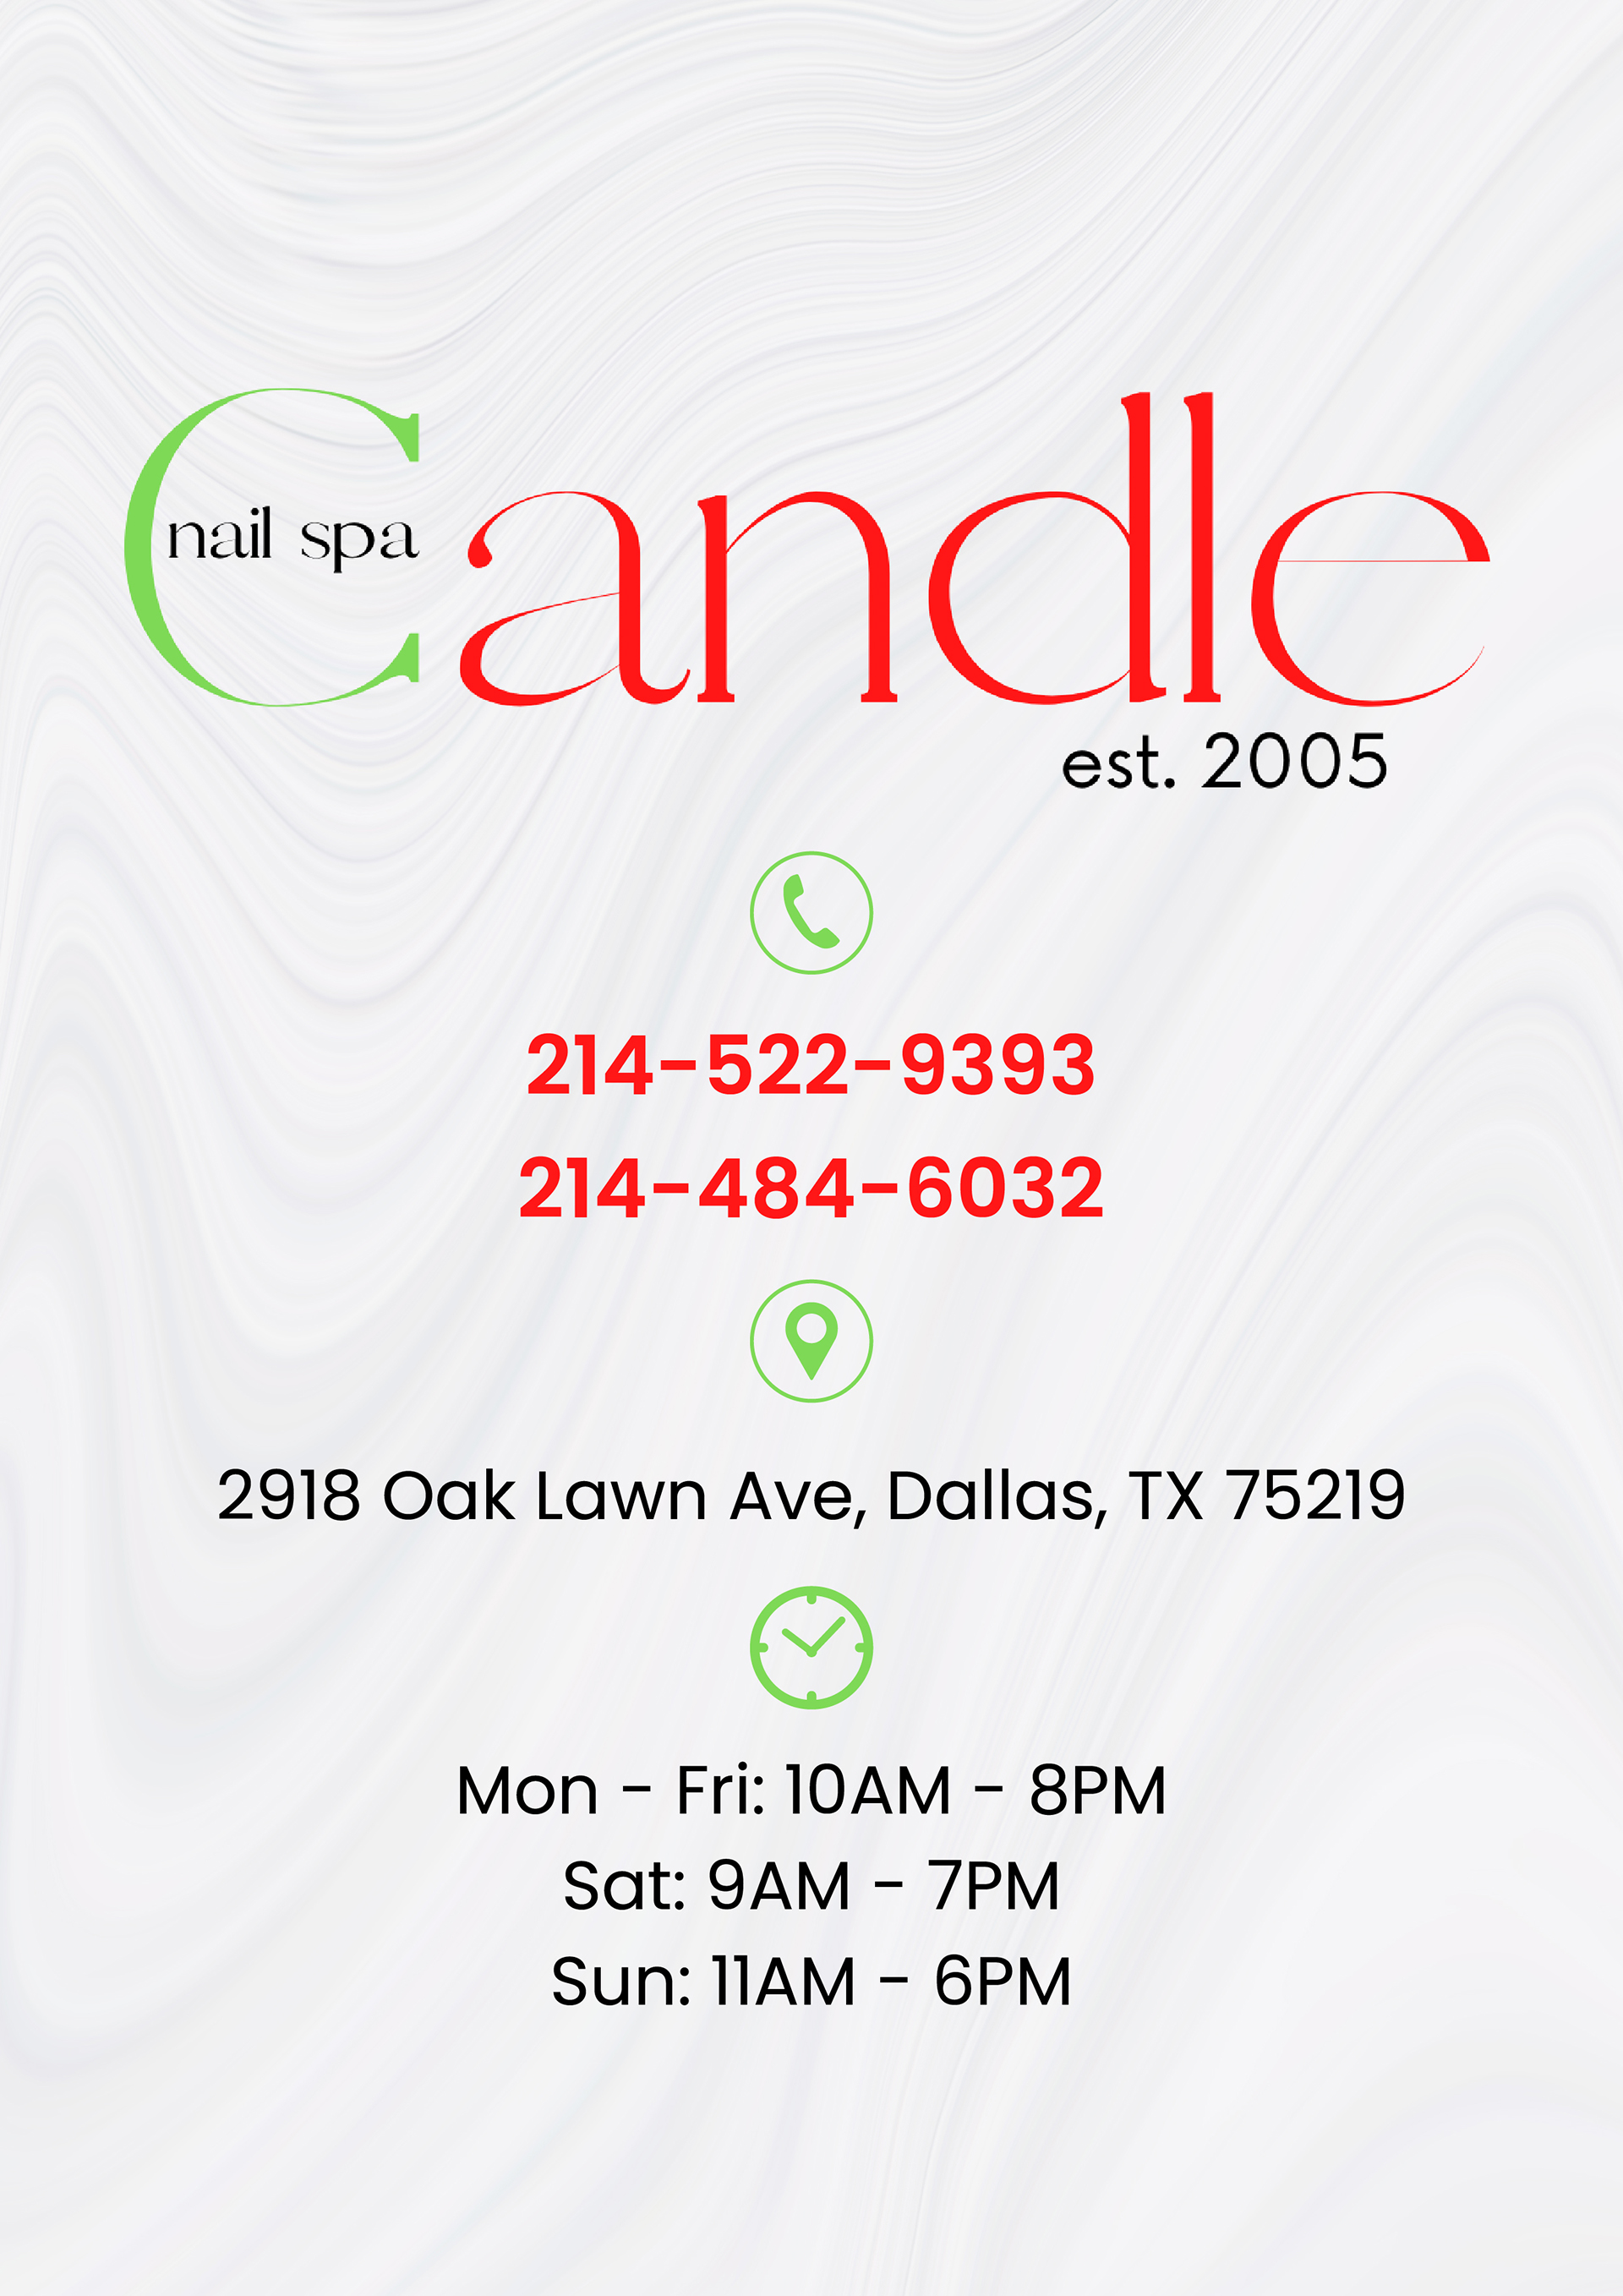 Candle
nail spa
est. 2005
214-522-9393
214-484-6032
2918 Oak Lawn Ave, Dallas, TX 75219
Mon - Fri: 10AM - 8PM
Sat: 9AM - 7PM
Sun: 11AM - 6PM